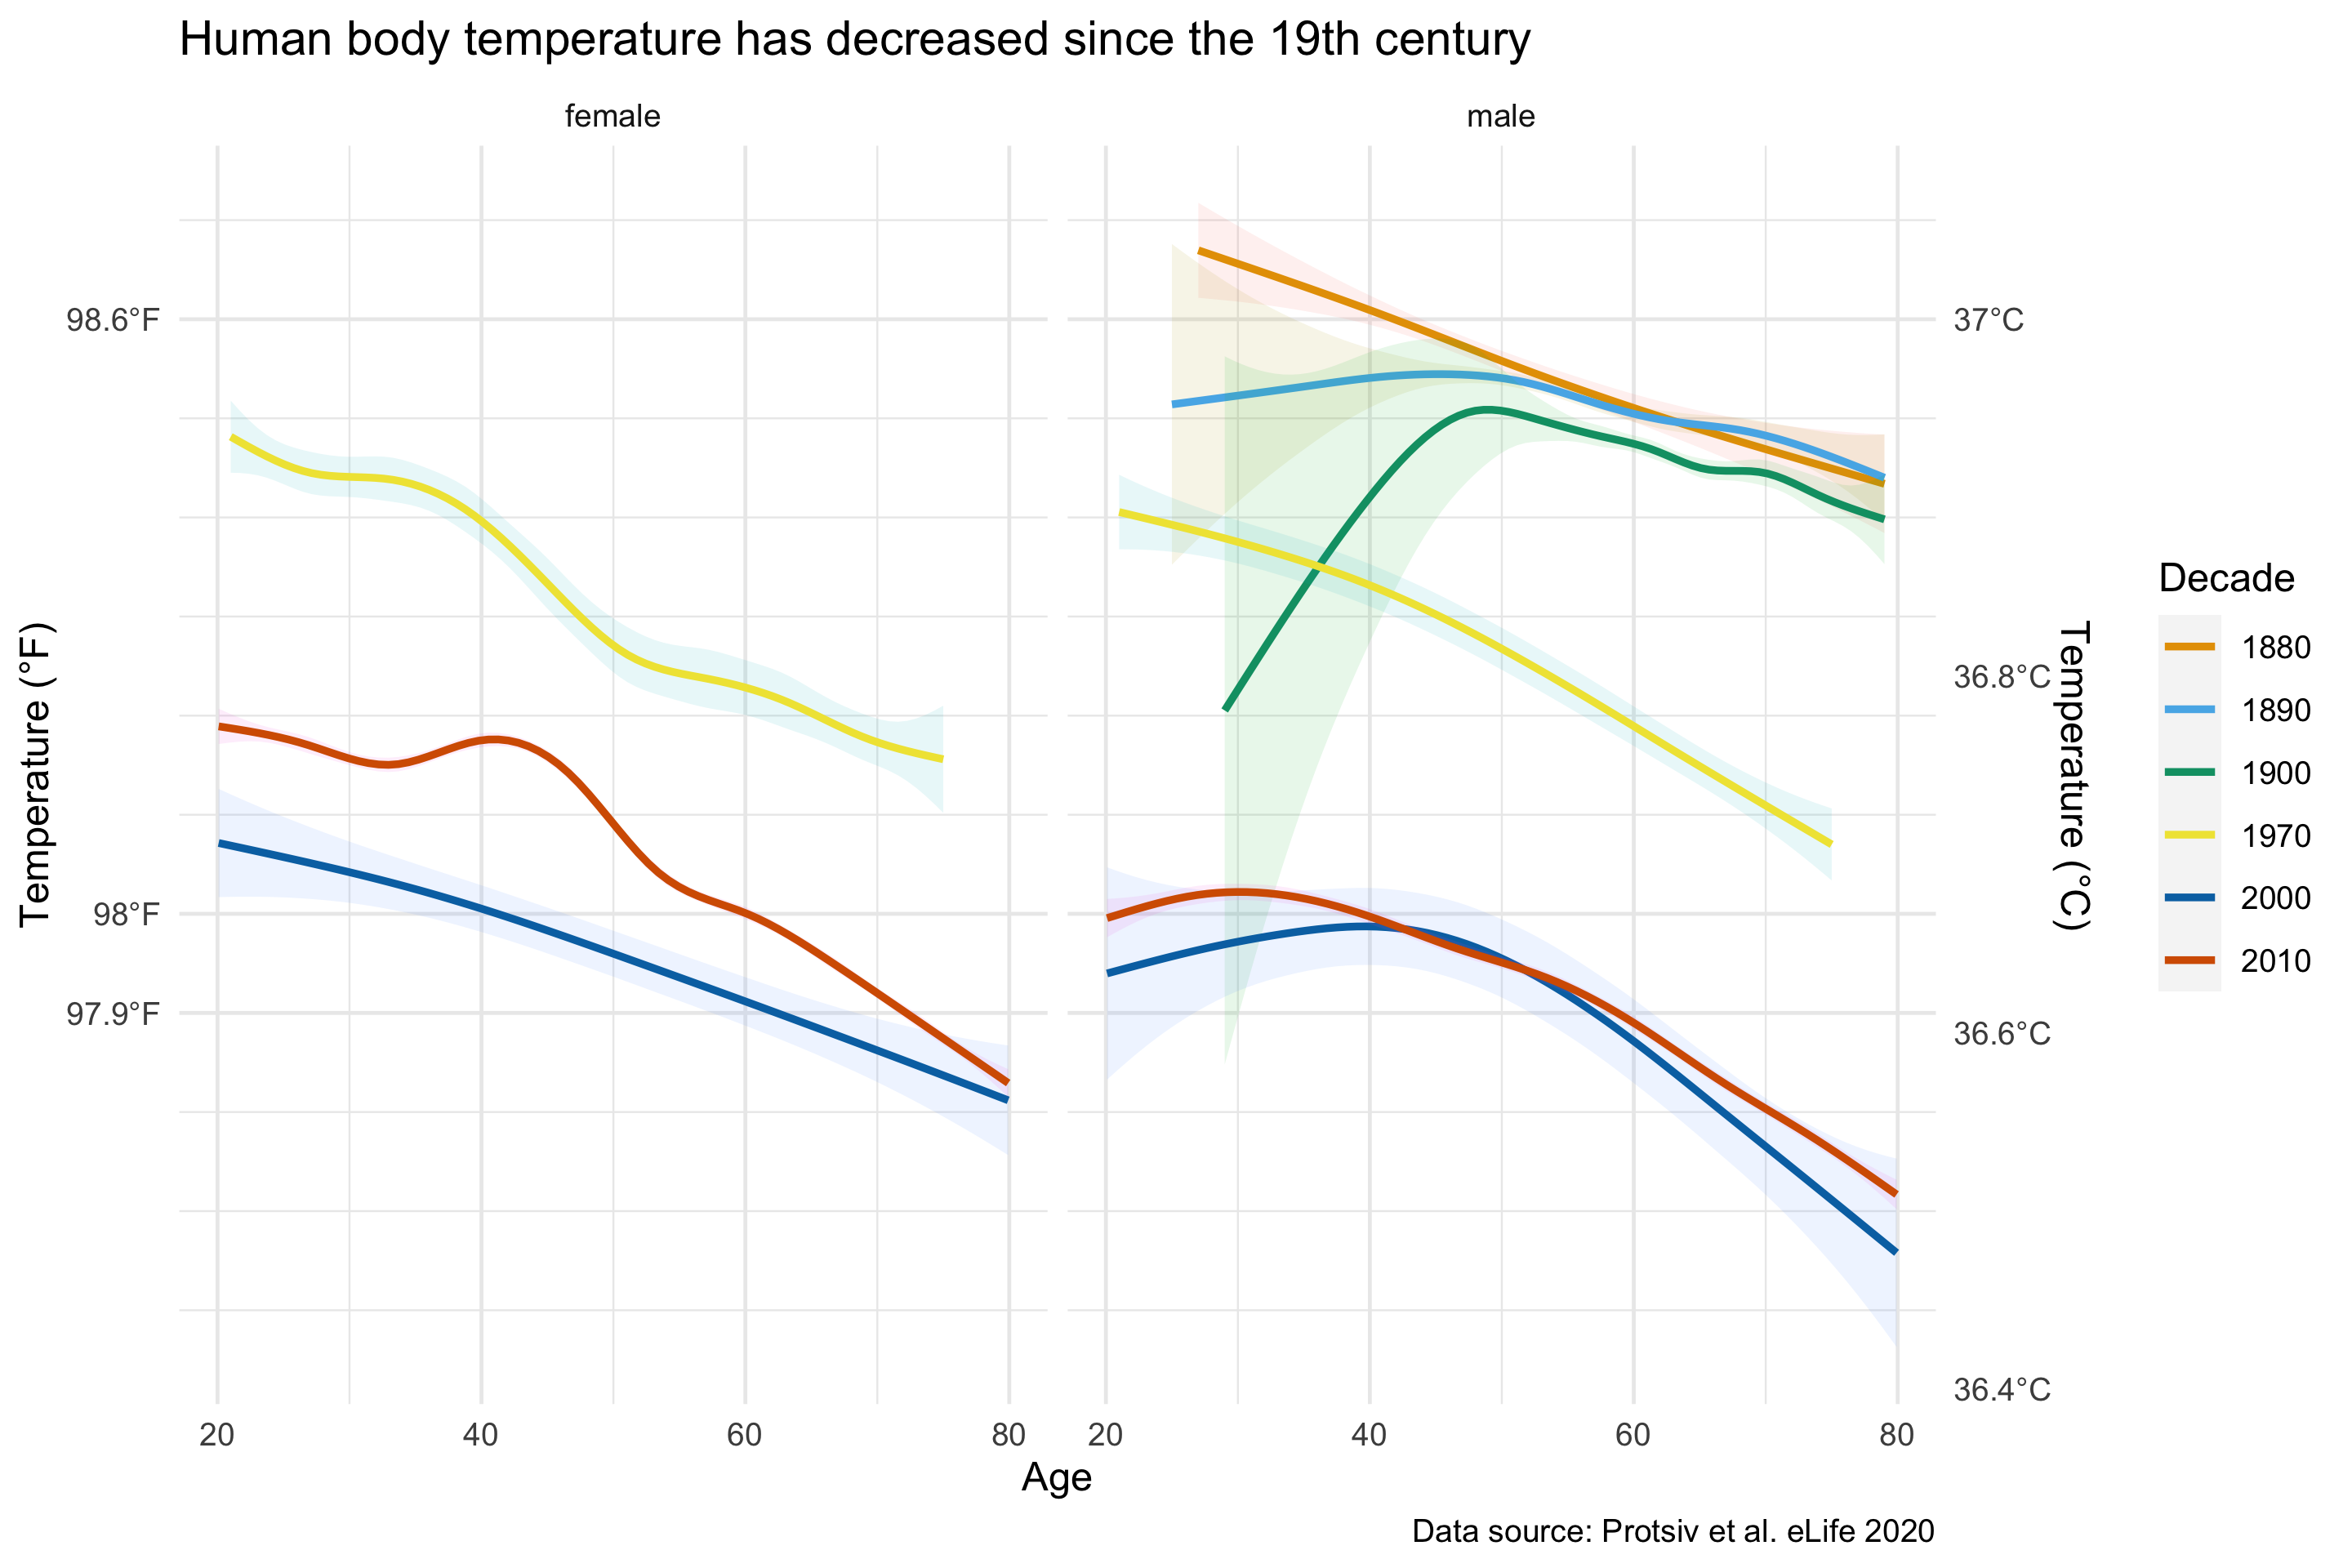 Human body temperature has decreased since the 19th century
female
male
Temperature (°F)
98.6°F
98°F
97.9°F
37°C
36.8°C
36.6°C
36.4°C
Temperature (°C)
20 40 60 80
20 40 60 80
Age
Decade
1880
1890
1900
1970
2000
2010
Data source: Protsiv et al. eLife 2020